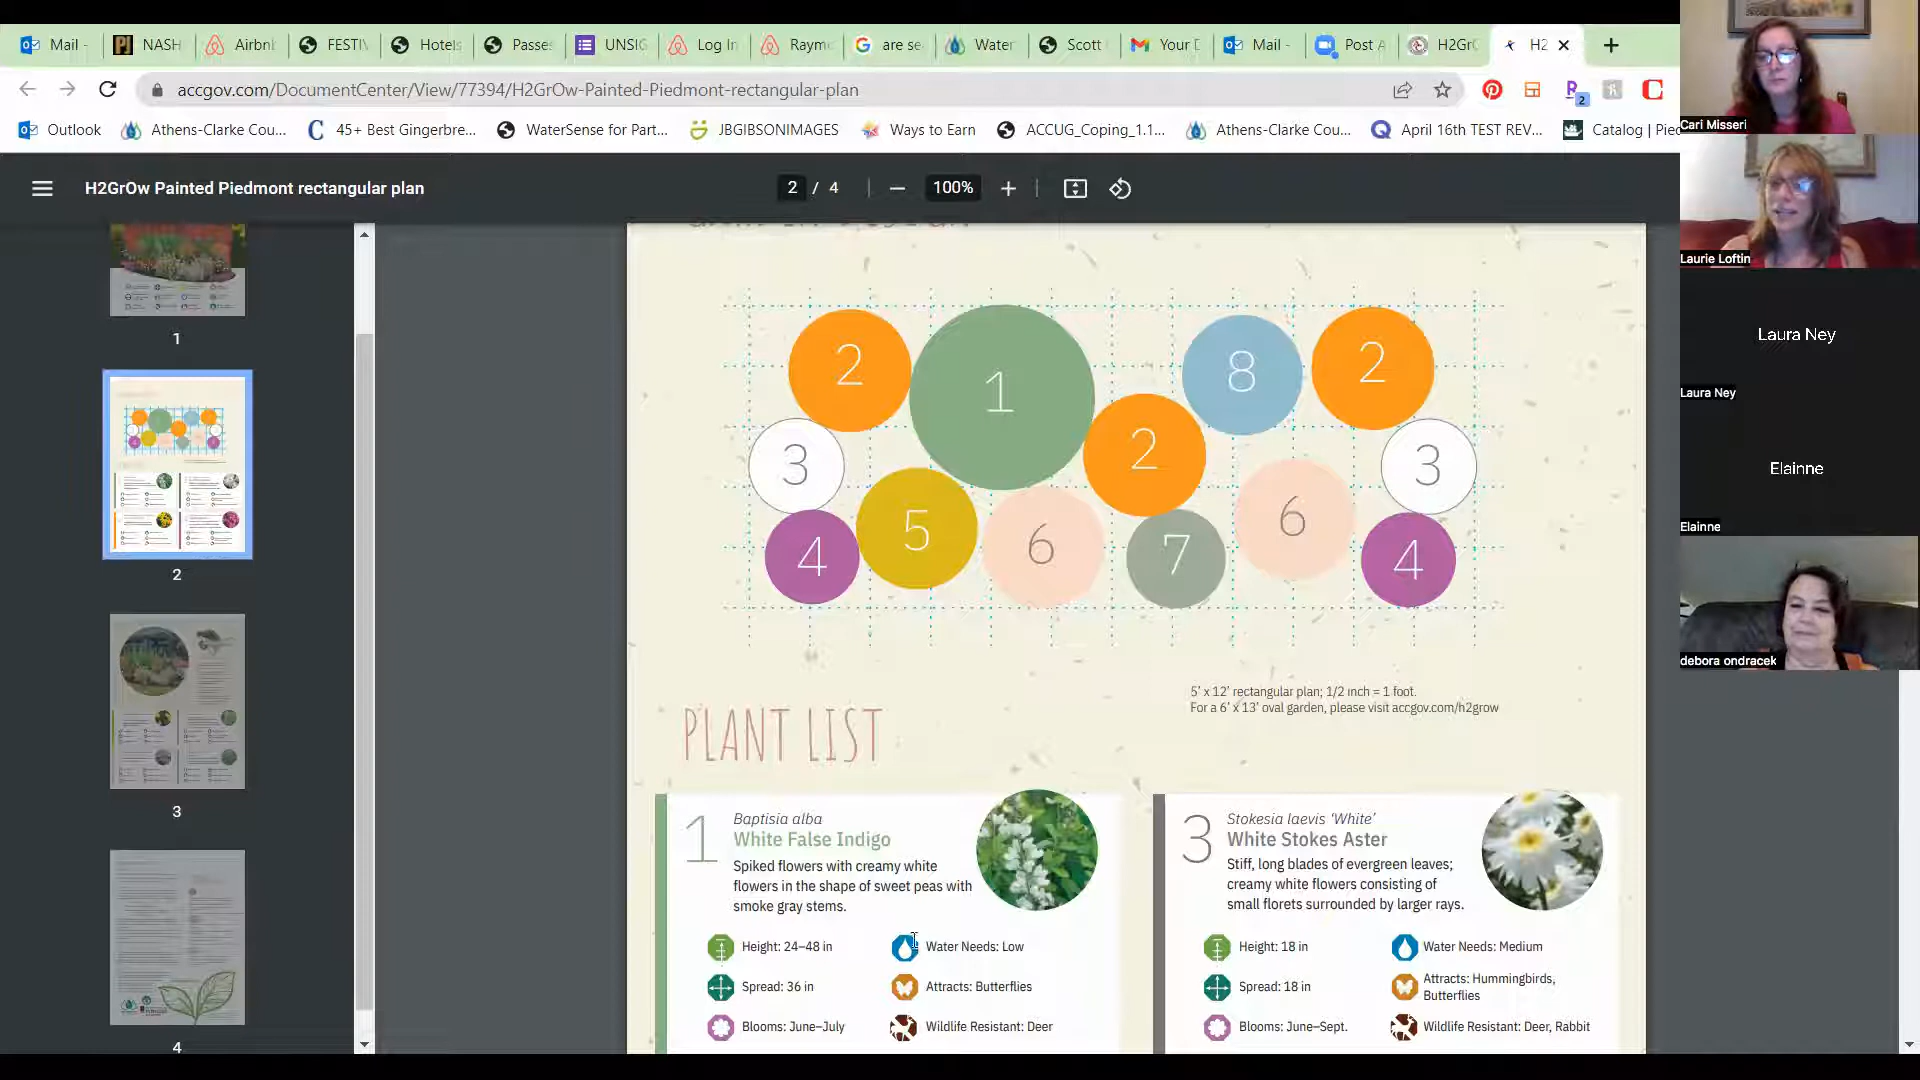 Mail -
NASH
Airbnb
FESTIV
Hotels
Passe
UNSIG
Log In
Raym
are se
Water
Scott
Your D
Mail -
Post A
H2GrO
H2
accgov.com/DocumentCenter/View/77394/H2GrOw-Painted-Piedmont-rectangular-plan
2
Outlook
Athens-Clarke Cou...
45+ Best Gingerbre...
WaterSense for Part...
JBGIBSONIMAGES
Ways to Earn
ACCUG_Coping_1.1...
Athens-Clarke Cou...
April 16th TEST REV...
Catalog | Pied
H2GrOw Painted Piedmont rectangular plan
2 / 4
100%
1
2
3
4
2
1
8
2
3
2
3
5
6
7
6
4
4
5' x 12' rectangular plan; 1/2 inch = 1 foot.
For a 6' x 13' oval garden, please visit accgov.com/h2grow
PLANT LIST
1
Baptisia alba
White False Indigo
Spiked flowers with creamy white
flowers in the shape of sweet peas with
smoke gray stems.
Height: 24–48 in
Water Needs: Low
Spread: 36 in
Attracts: Butterflies
Blooms: June–July
Wildlife Resistant: Deer
3
Stokesia laevis ‘White’
White Stokes Aster
Stiff, long blades of evergreen leaves;
creamy white flowers consisting of
small florets surrounded by larger rays.
Height: 18 in
Water Needs: Medium
Spread: 18 in
Attracts: Hummingbirds,
Butterflies
Blooms: June–Sept.
Wildlife Resistant: Deer, Rabbit
Cari Misseri
Laurie Loftin
Laura Ney
Laura Ney
Elainne
Elainne
debora ondracek